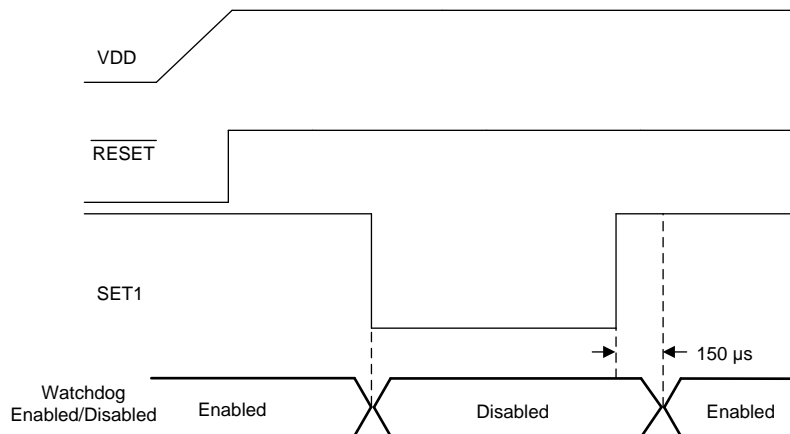 VDD
RESET
SET1
150 µs
Watchdog
Enabled/Disabled
Enabled
Disabled
Enabled